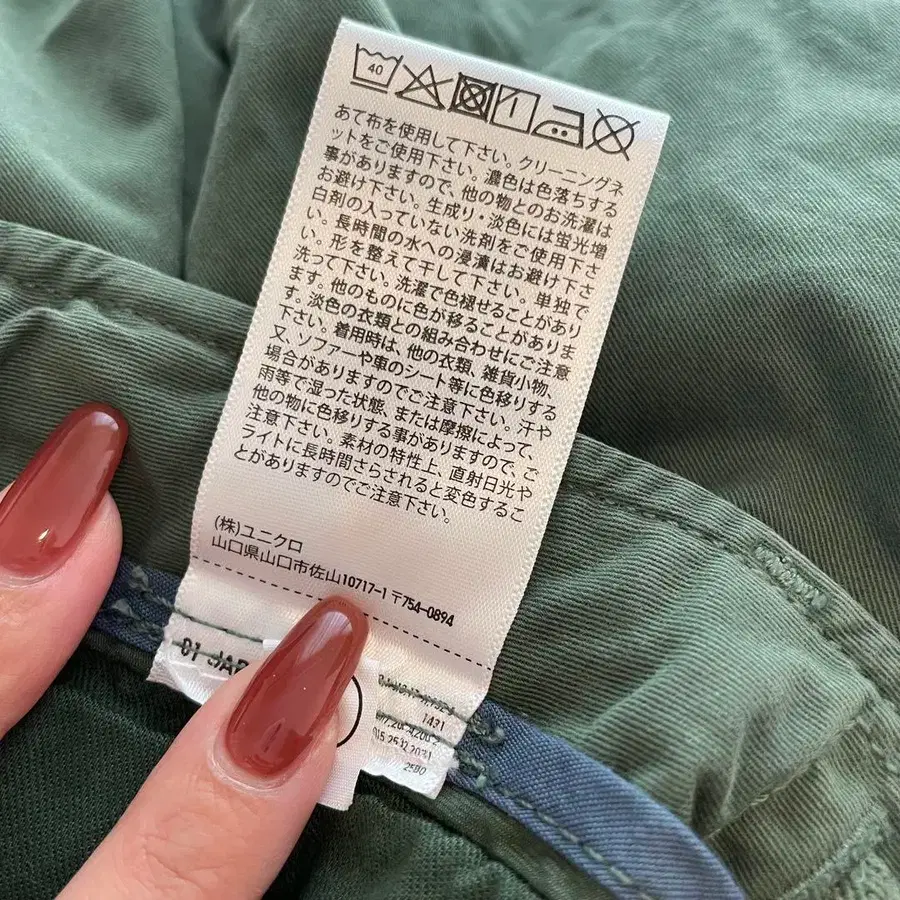 40
あて布を使用して下さい。クリーニングネ
ットをご使用下さい。濃色は色落ちする
事がありますので、他の物とのお洗濯は
お避け下さい。生成り・淡色には蛍光増
白剤の入っていない洗剤をご使用下さ
い。長時間の水への浸漬はお避け下さ
い。形を整えて干して下さい。単独で
洗って下さい。洗濯で色褪せることがあり
ます。他のものに色が移ることがありま
す。淡色の衣類との組み合わせにご注意
下さい。着用時は、他の衣類、雑貨小物、
又、ソファーや車のシート等に色移りする
場合がありますのでご注意下さい。汗や
雨等で湿った状態、または摩擦によって、
他の物に色移りする事がありますので、ご
注意下さい。素材の特性上、直射日光や
ライトに長時間さらされると変色するこ
とがありますのでご注意下さい。
(株)ユニクロ
山口県山口市佐山10717-1 〒754-0894
01
1431
25B0